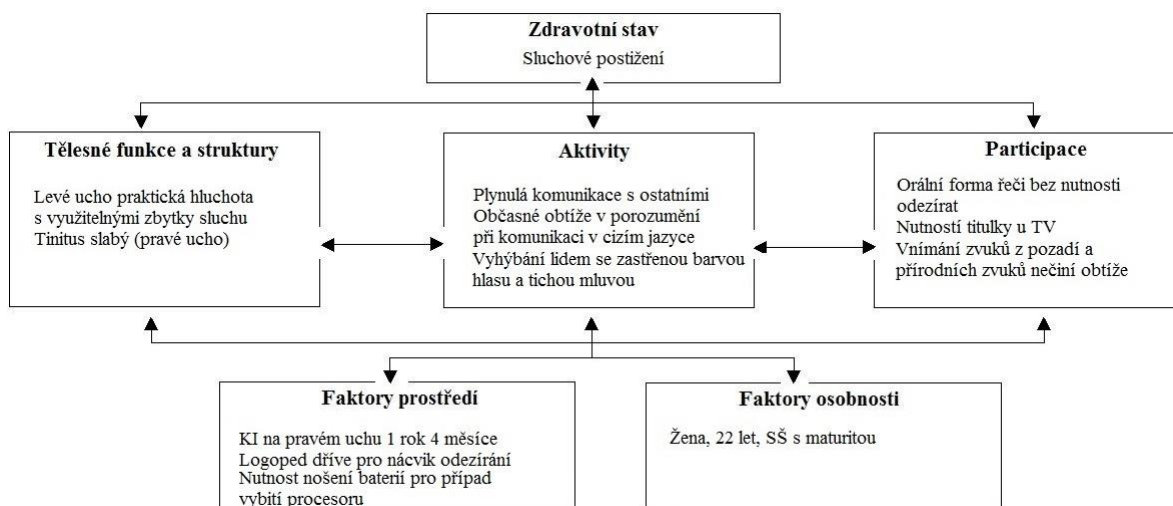 Zdravotní stav
Sluchové postižení
Tělesné funkce a struktury
Levé ucho praktická hluchota
s využitelnými zbytky sluchu
Tinitus slabý (pravé ucho)
Aktivity
Plynulá komunikace s ostatními
Občasné obtíže v porozumění
při komunikaci v cizím jazyce
Vyhýbání lidem se zastřenou barvou
hlasu a tichou mluvou
Participace
Orální forma řeči bez nutnosti
odezírat
Nutností titulky u TV
Vnímání zvuků z pozadí a
přírodních zvuků nečiní obtíže
Faktory prostředí
KI na pravém uchu 1 rok 4 měsíce
Logoped dříve pro nácvik odezírání
Nutnost nošení baterií pro případ
vybití procesoru
Faktory osobnosti
Žena, 22 let, SŠ s maturitou